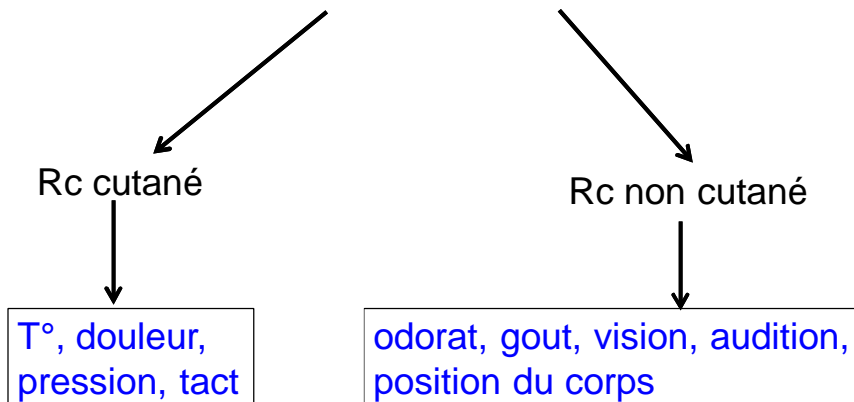 Rc cutané
Rc non cutané
T°, douleur,
pression, tact
odorat, gout, vision, audition,
position du corps